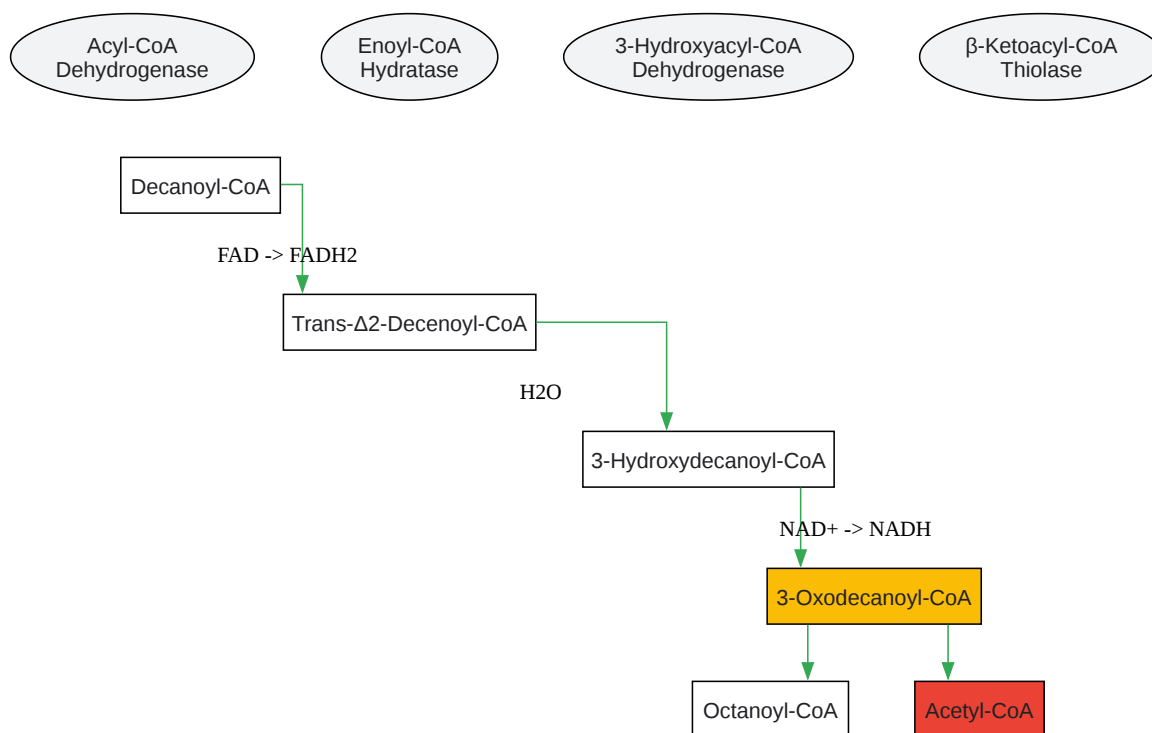 Acyl-CoA
Dehydrogenase
Enoyl-CoA
Hydratase
3-Hydroxyacyl-CoA
Dehydrogenase
β-Ketoacyl-CoA
Thiolase
Decanoyl-CoA
FAD -> FADH2
Trans-Δ2-Decenoyl-CoA
H2O
3-Hydroxydecanoyl-CoA
NAD+ -> NADH
3-Oxodecanoyl-CoA
Octanoyl-CoA
Acetyl-CoA